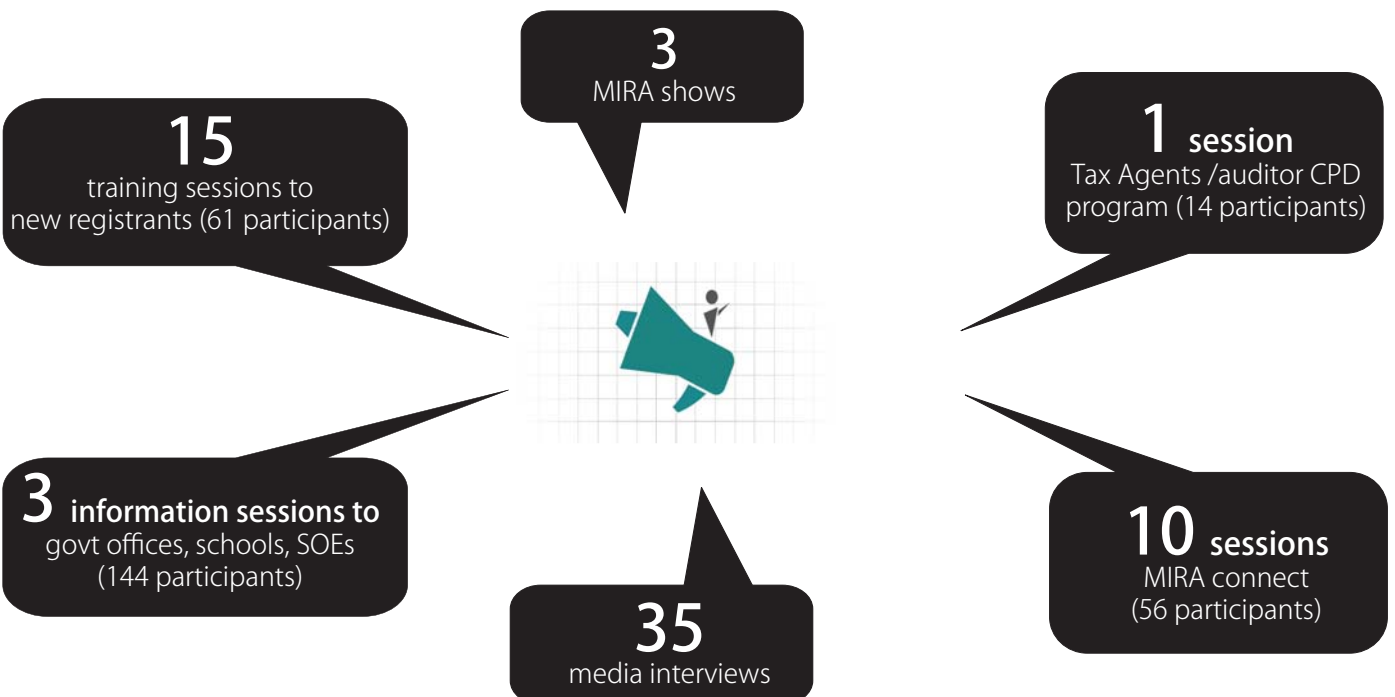 3
MIRA shows
15
training sessions to
new registrants (61 participants)
1 session
Tax Agents /auditor CPD
program (14 participants)
3 information sessions to
govt offices, schools, SOEs
(144 participants)
10 sessions
MIRA connect
(56 participants)
35
media interviews